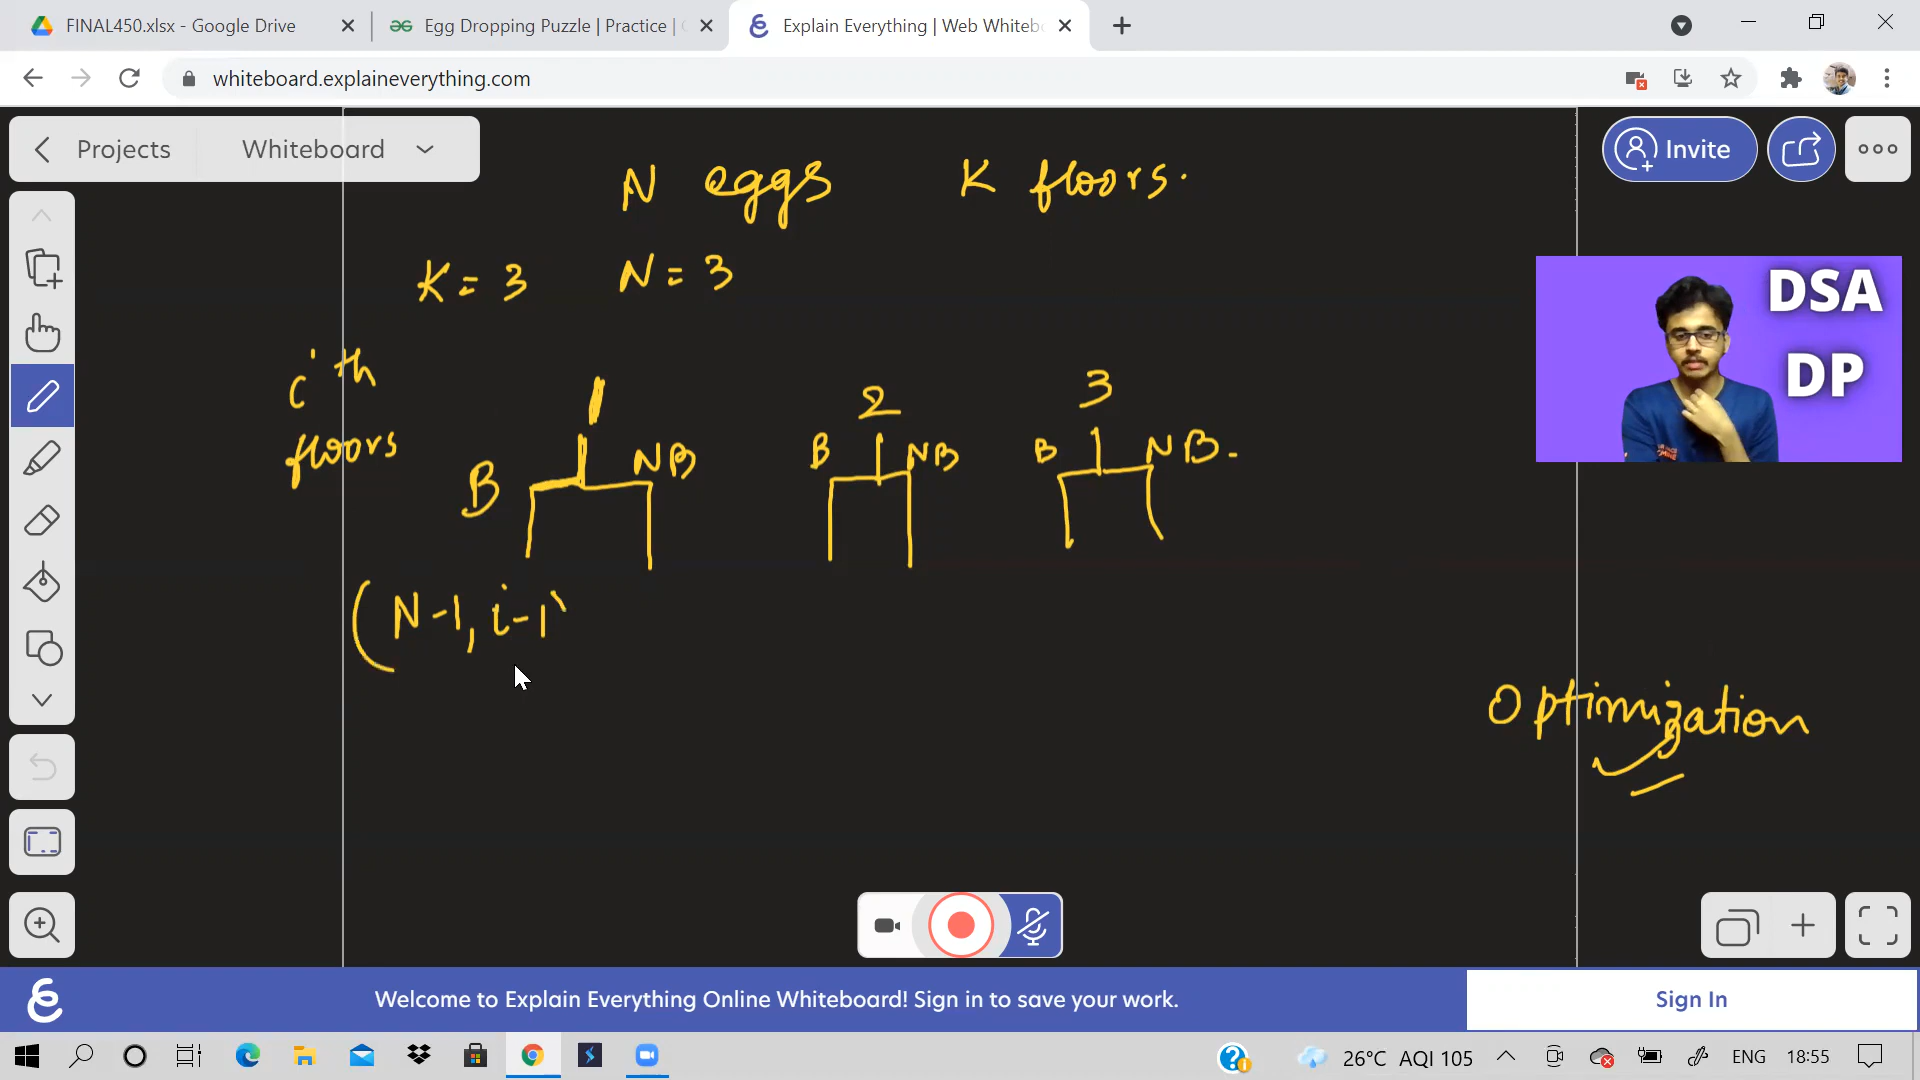 FINAL450.xlsx - Google Drive
Egg Dropping Puzzle | Practice |
Explain Everything | Web Whiteb
whiteboard.explaineverything.com
Projects
Whiteboard
Invite
N eggs K floors.
K = 3 N = 3
DSA
DP
i th
floors
1 2 3
B NB B NB B NB.
(N-1, i-1)
Optimization
Welcome to Explain Everything Online Whiteboard! Sign in to save your work.
Sign In
26°C AQI 105 ENG 18:55